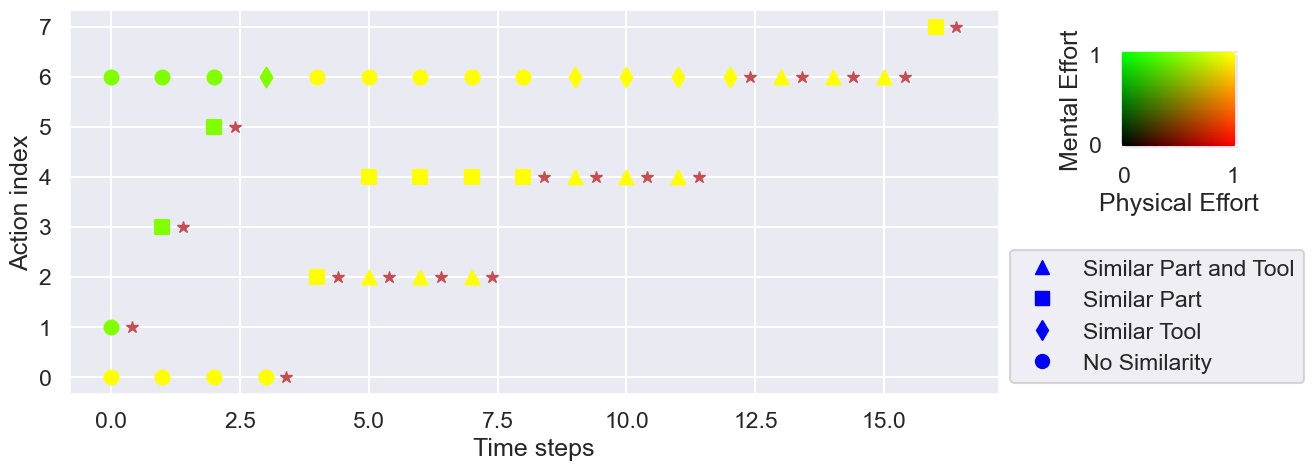 7
6
5
4
3
2
1
0
Action index
0.0 2.5 5.0 7.5 10.0 12.5 15.0
Time steps
Mental Effort
1
0
0 1
Physical Effort
Similar Part and Tool
Similar Part
Similar Tool
No Similarity